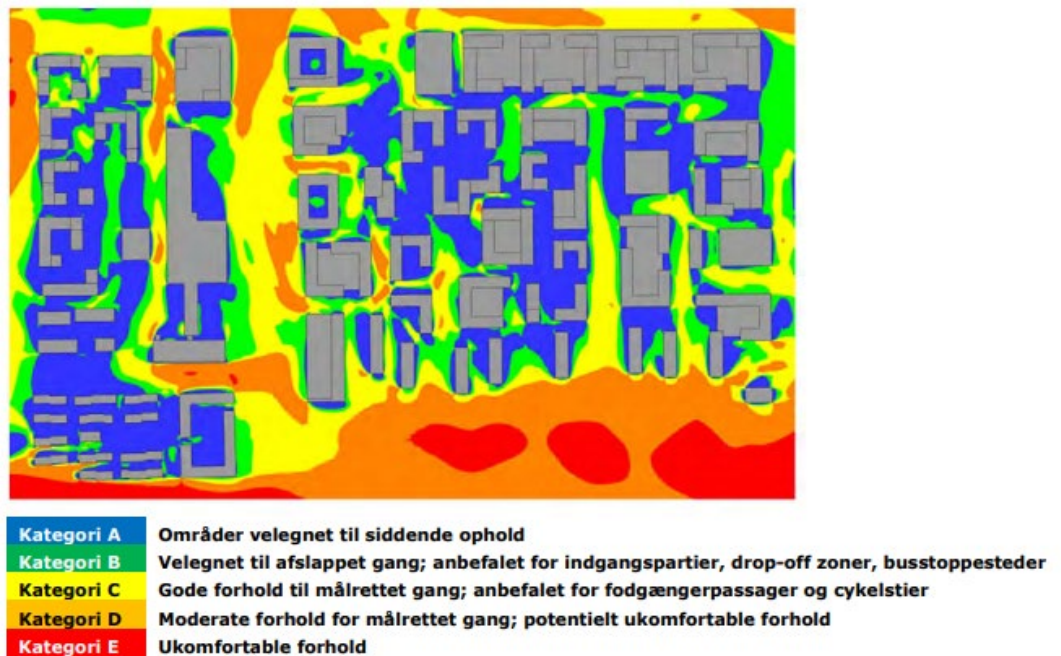 Kategori A Områder velegnet til siddende ophold
Kategori B Velegnet til afslappet gang; anbefalet for indgangspartier, drop-off zoner, busstoppesteder
Kategori C Gode forhold til målrettet gang; anbefalet for fodgængerpassager og cykelstier
Kategori D Moderate forhold for målrettet gang; potentielt ukomfortable forhold
Kategori E Ukomfortable forhold